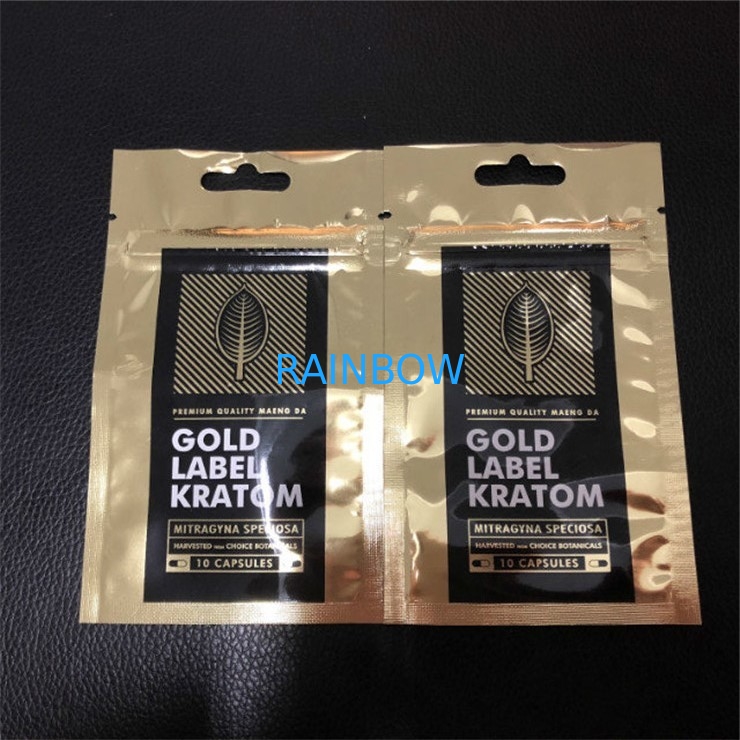 RAINBOW
PREMIUM QUALITY MAENG DA
GOLD
LABEL
KRATOM
MITRAGYNA SPECIOSA
HARVESTED FROM CHOICE BOTANICALS
10 CAPSULES
PREMIUM QUALITY MAENG DA
GOLD
LABEL
KRATOM
MITRAGYNA SPECIOSA
HARVESTED FROM CHOICE BOTANICALS
10 CAPSULES